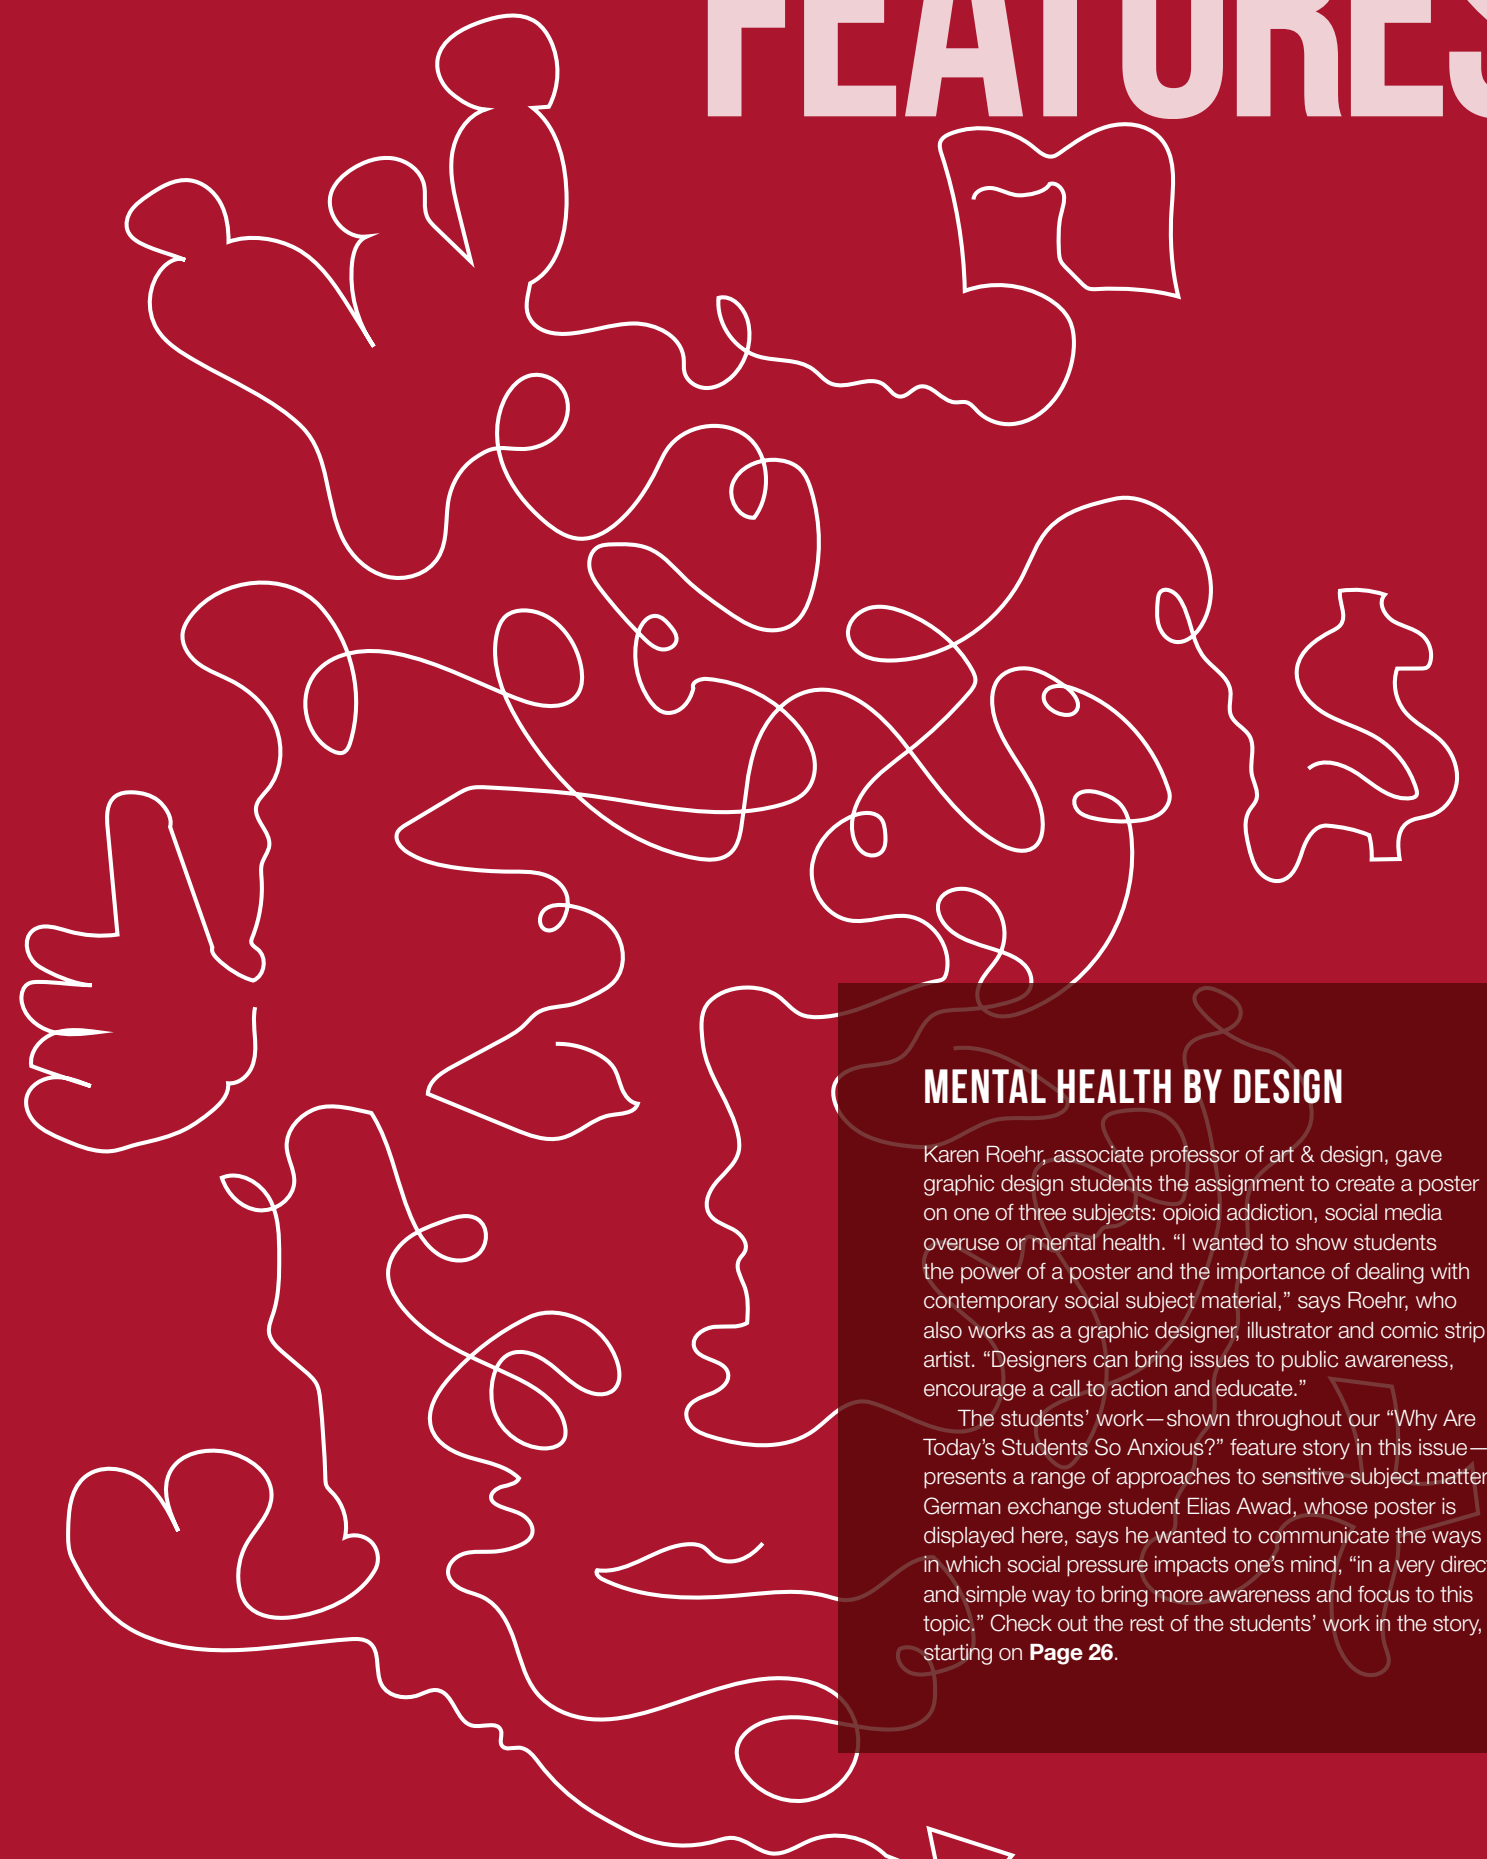 FEATURES
MENTAL HEALTH BY DESIGN
Karen Roehr, associate professor of art & design, gave
graphic design students the assignment to create a poster
on one of three subjects: opioid addiction, social media
overuse or mental health. “I wanted to show students
the power of a poster and the importance of dealing with
contemporary social subject material,” says Roehr, who
also works as a graphic designer, illustrator and comic strip
artist. “Designers can bring issues to public awareness,
encourage a call to action and educate.”
The students’ work—shown throughout our “Why Are
Today’s Students So Anxious?” feature story in this issue—
presents a range of approaches to sensitive subject matter
German exchange student Elias Awad, whose poster is
displayed here, says he wanted to communicate the ways
in which social pressure impacts one’s mind, “in a very direct
and simple way to bring more awareness and focus to this
topic.” Check out the rest of the students’ work in the story,
starting on Page 26.